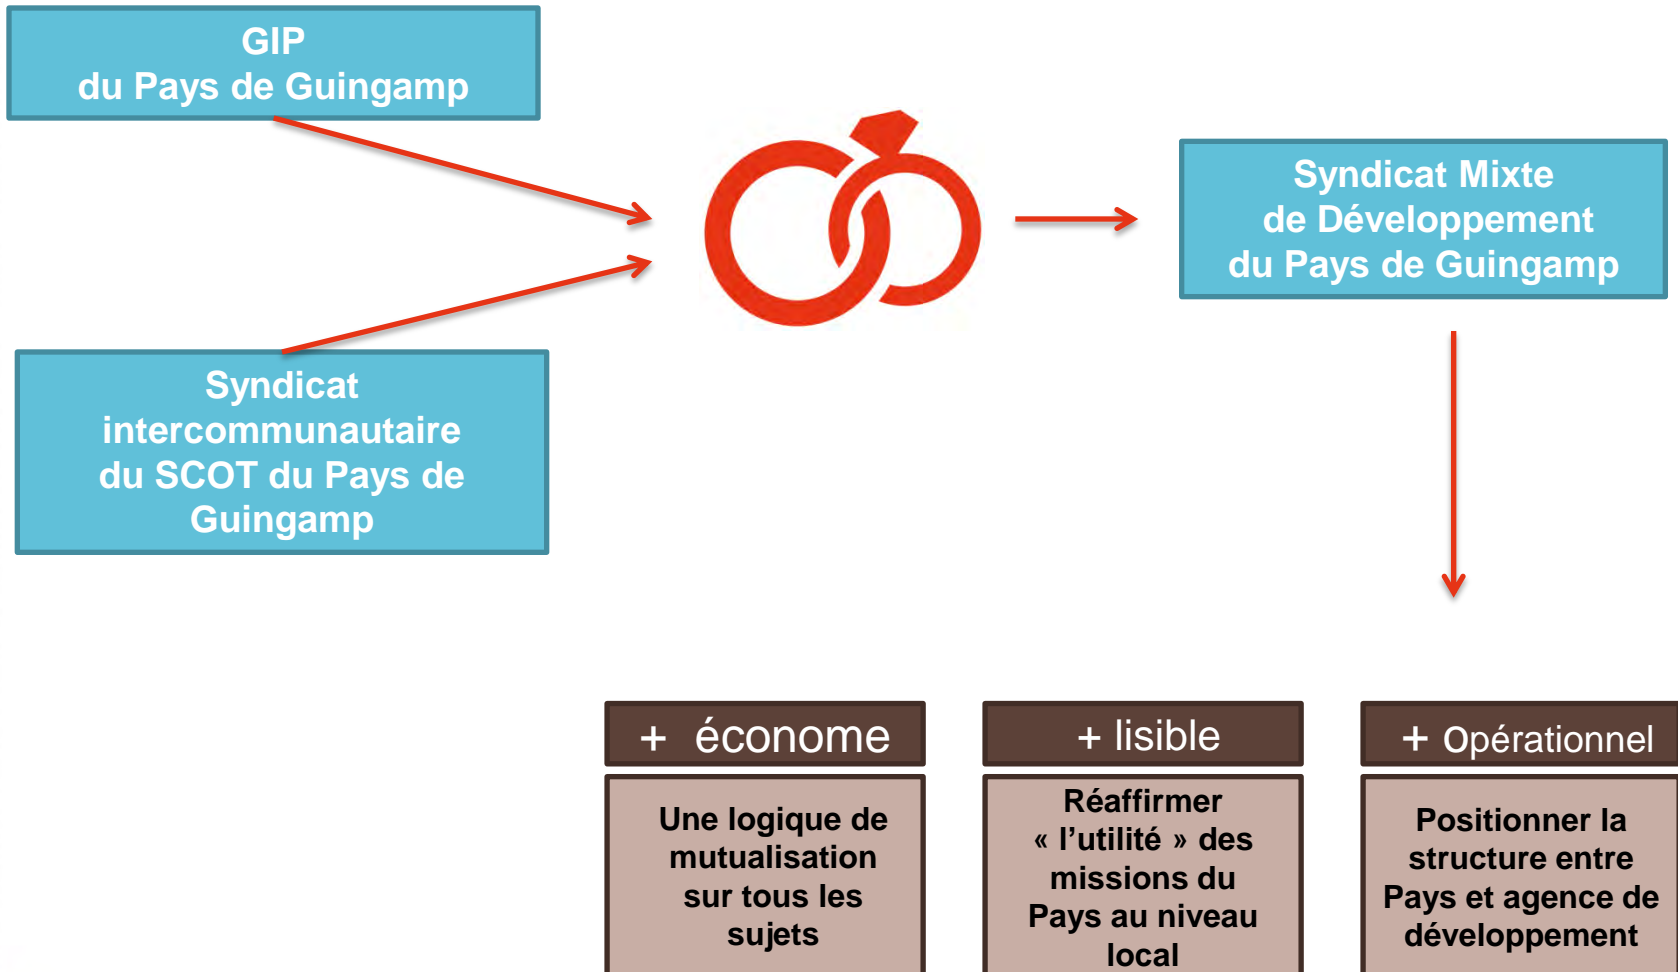 GIP
du Pays de Guingamp
Syndicat Mixte
de Développement
du Pays de Guingamp
Syndicat
intercommunautaire
du SCOT du Pays de
Guingamp
+ économe
Une logique de
mutualisation
sur tous les
sujets
+ lisible
Réaffirmer
« l’utilité » des
missions du
Pays au niveau
local
+ Opérationnel
Positionner la
structure entre
Pays et agence de
développement